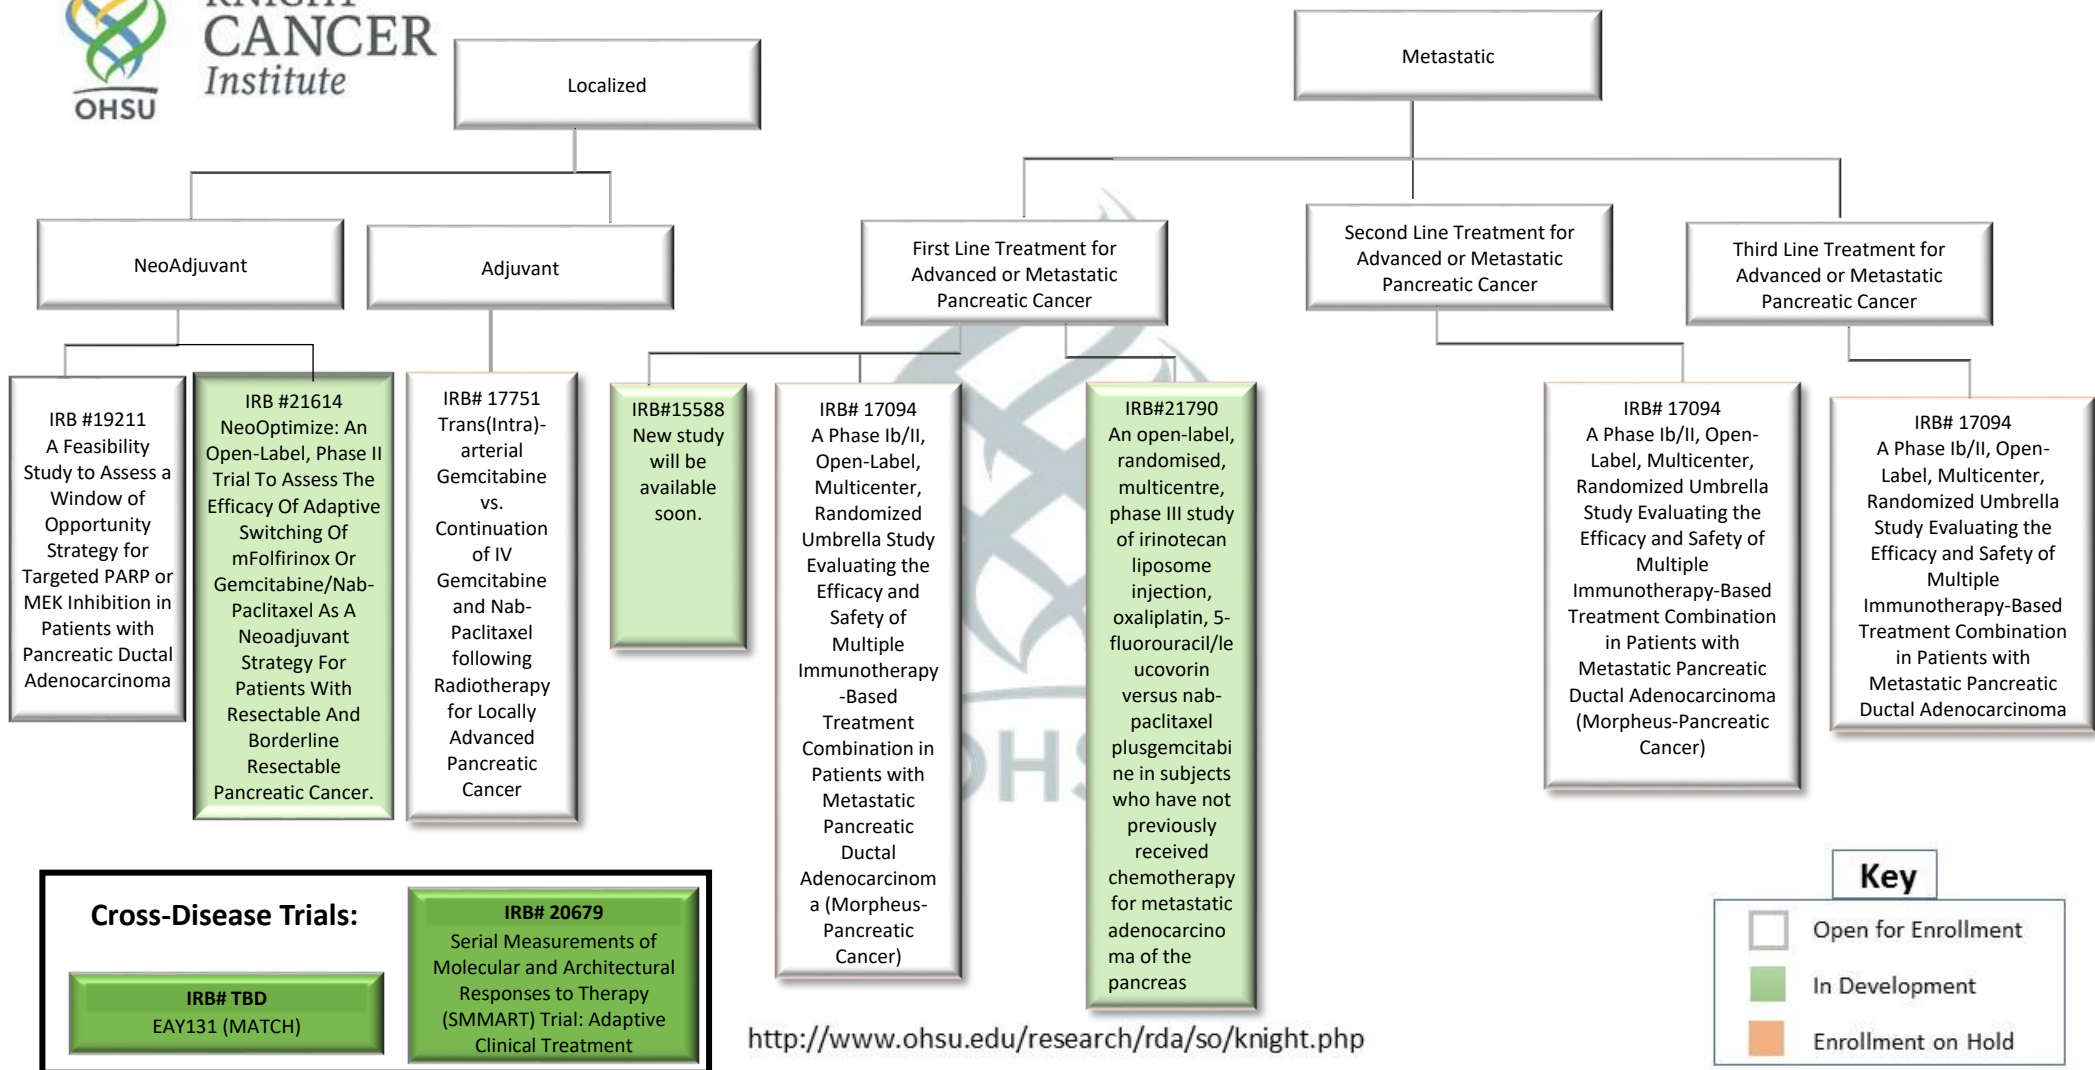 KNIGHT
CANCER
Institute
OHSU
Localized
Metastatic
NeoAdjuvant
Adjuvant
First Line Treatment for
Advanced or Metastatic
Pancreatic Cancer
Second Line Treatment for
Advanced or Metastatic
Pancreatic Cancer
Third Line Treatment for
Advanced or Metastatic
Pancreatic Cancer
IRB #19211
A Feasibility
Study to Assess a
Window of
Opportunity
Strategy for
Targeted PARP or
MEK Inhibition in
Patients with
Pancreatic Ductal
Adenocarcinoma
IRB #21614
NeoOptimize: An
Open-Label, Phase II
Trial To Assess The
Efficacy Of Adaptive
Switching Of
mFolfirinox Or
Gemcitabine/Nab-
Paclitaxel As A
Neoadjuvant
Strategy For
Patients With
Resectable And
Borderline
Resectable
Pancreatic Cancer.
IRB# 17751
Trans(Intra)-
arterial
Gemcitabine
vs.
Continuation
of IV
Gemcitabine
and Nab-
Paclitaxel
following
Radiotherapy
for Locally
Advanced
Pancreatic
Cancer
IRB#15588
New study
will be
available
soon.
IRB# 17094
A Phase Ib/II,
Open-Label,
Multicenter,
Randomized
Umbrella Study
Evaluating the
Efficacy and
Safety of
Multiple
Immunotherapy
-Based
Treatment
Combination in
Patients with
Metastatic
Pancreatic
Ductal
Adenocarcinom
a (Morpheus-
Pancreatic
Cancer)
IRB#21790
An open-label,
randomised,
multicentre,
phase III study
of irinotecan
liposome
injection,
oxaliplatin, 5-
fluorouracil/le
ucovorin
versus nab-
paclitaxel
plusgemcitabi
ne in subjects
who have not
previously
received
chemotherapy
for metastatic
adenocarcino
ma of the
pancreas
IRB# 17094
A Phase Ib/II, Open-
Label, Multicenter,
Randomized Umbrella
Study Evaluating the
Efficacy and Safety of
Multiple
Immunotherapy-Based
Treatment Combination
in Patients with
Metastatic Pancreatic
Ductal Adenocarcinoma
(Morpheus-Pancreatic
Cancer)
IRB# 17094
A Phase Ib/II, Open-
Label, Multicenter,
Randomized Umbrella
Study Evaluating the
Efficacy and Safety of
Multiple
Immunotherapy-Based
Treatment Combination
in Patients with
Metastatic Pancreatic
Ductal Adenocarcinoma
OHSU
Cross-Disease Trials:
IRB# TBD
EAY131 (MATCH)
IRB# 20679
Serial Measurements of
Molecular and Architectural
Responses to Therapy
(SMMART) Trial: Adaptive
Clinical Treatment
http://www.ohsu.edu/research/rda/so/knight.php
Key
Open for Enrollment
In Development
Enrollment on Hold